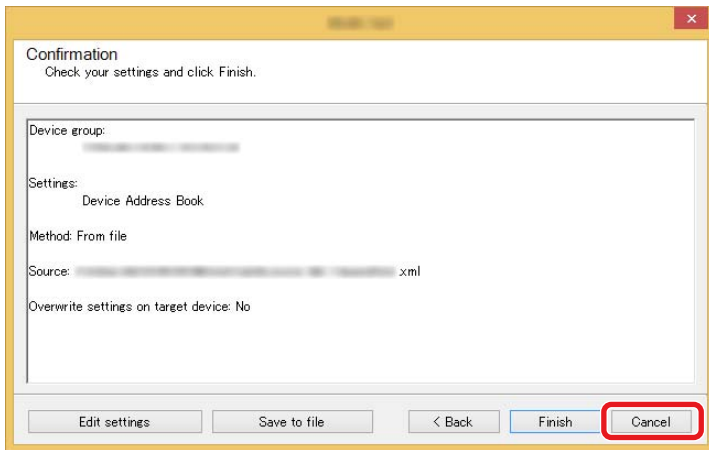 Confirmation
Check your settings and click Finish.
Device group:
Settings:
Device Address Book
Method: From file
Source: .xml
Overwrite settings on target device: No
Edit settings
Save to file
< Back
Finish
Cancel